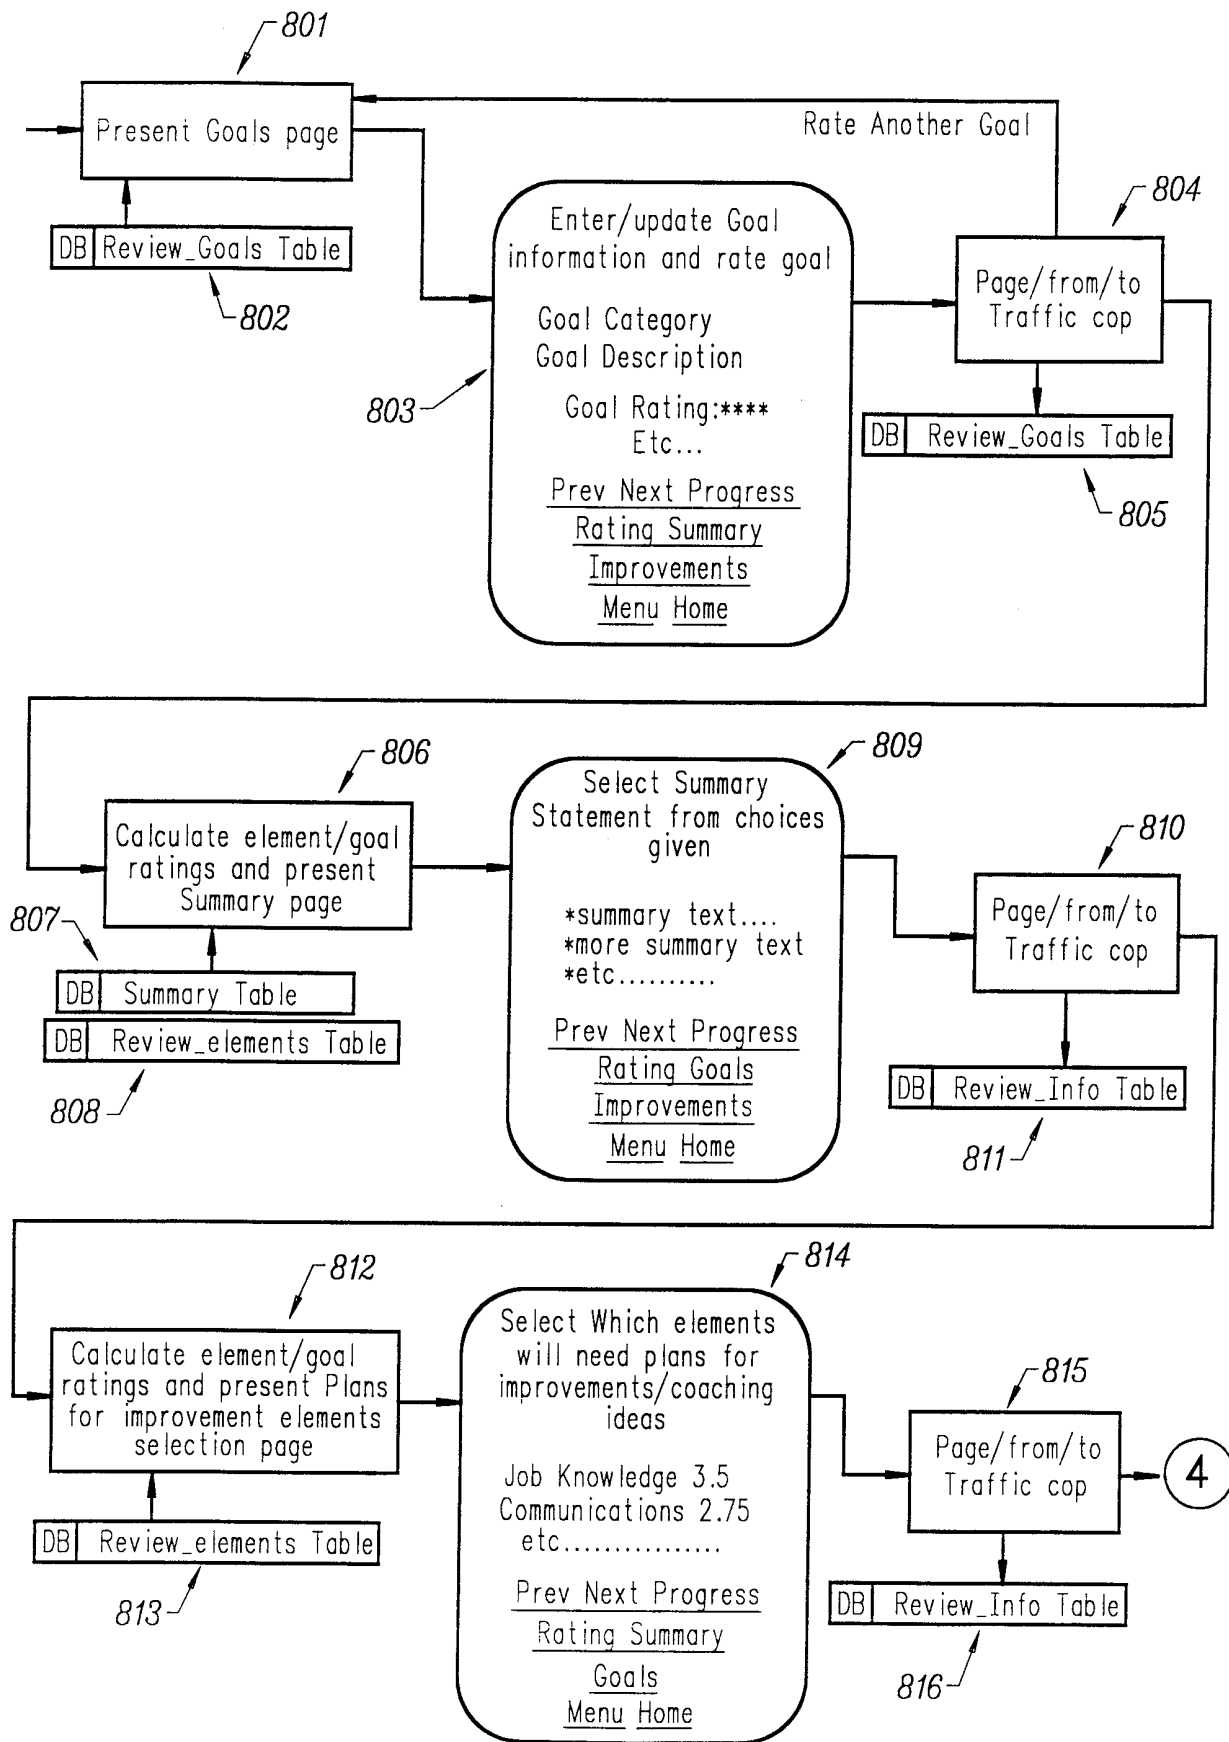 801
Present Goals page
Rate Another Goal
DB Review_Goals Table
802
Enter/update Goal
information and rate goal
Goal Category
Goal Description
Goal Rating:****
Etc...
Prev Next Progress
Rating Summary
Improvements
Menu Home
803
804
Page/from/to
Traffic cop
DB Review_Goals Table
805
806
Calculate element/goal
ratings and present
Summary page
807
DB Summary Table
DB Review_elements Table
808
809
Select Summary
Statement from choices
given
*summary text....
*more summary text
*etc..........
Prev Next Progress
Rating Goals
Improvements
Menu Home
810
Page/from/to
Traffic cop
DB Review_Info Table
811
812
Calculate element/goal
ratings and present Plans
for improvement elements
selection page
DB Review_elements Table
813
814
Select Which elements
will need plans for
improvements/coaching
ideas
Job Knowledge 3.5
Communications 2.75
etc................
Prev Next Progress
Rating Summary
Goals
Menu Home
815
Page/from/to
Traffic cop
4
DB Review_Info Table
816